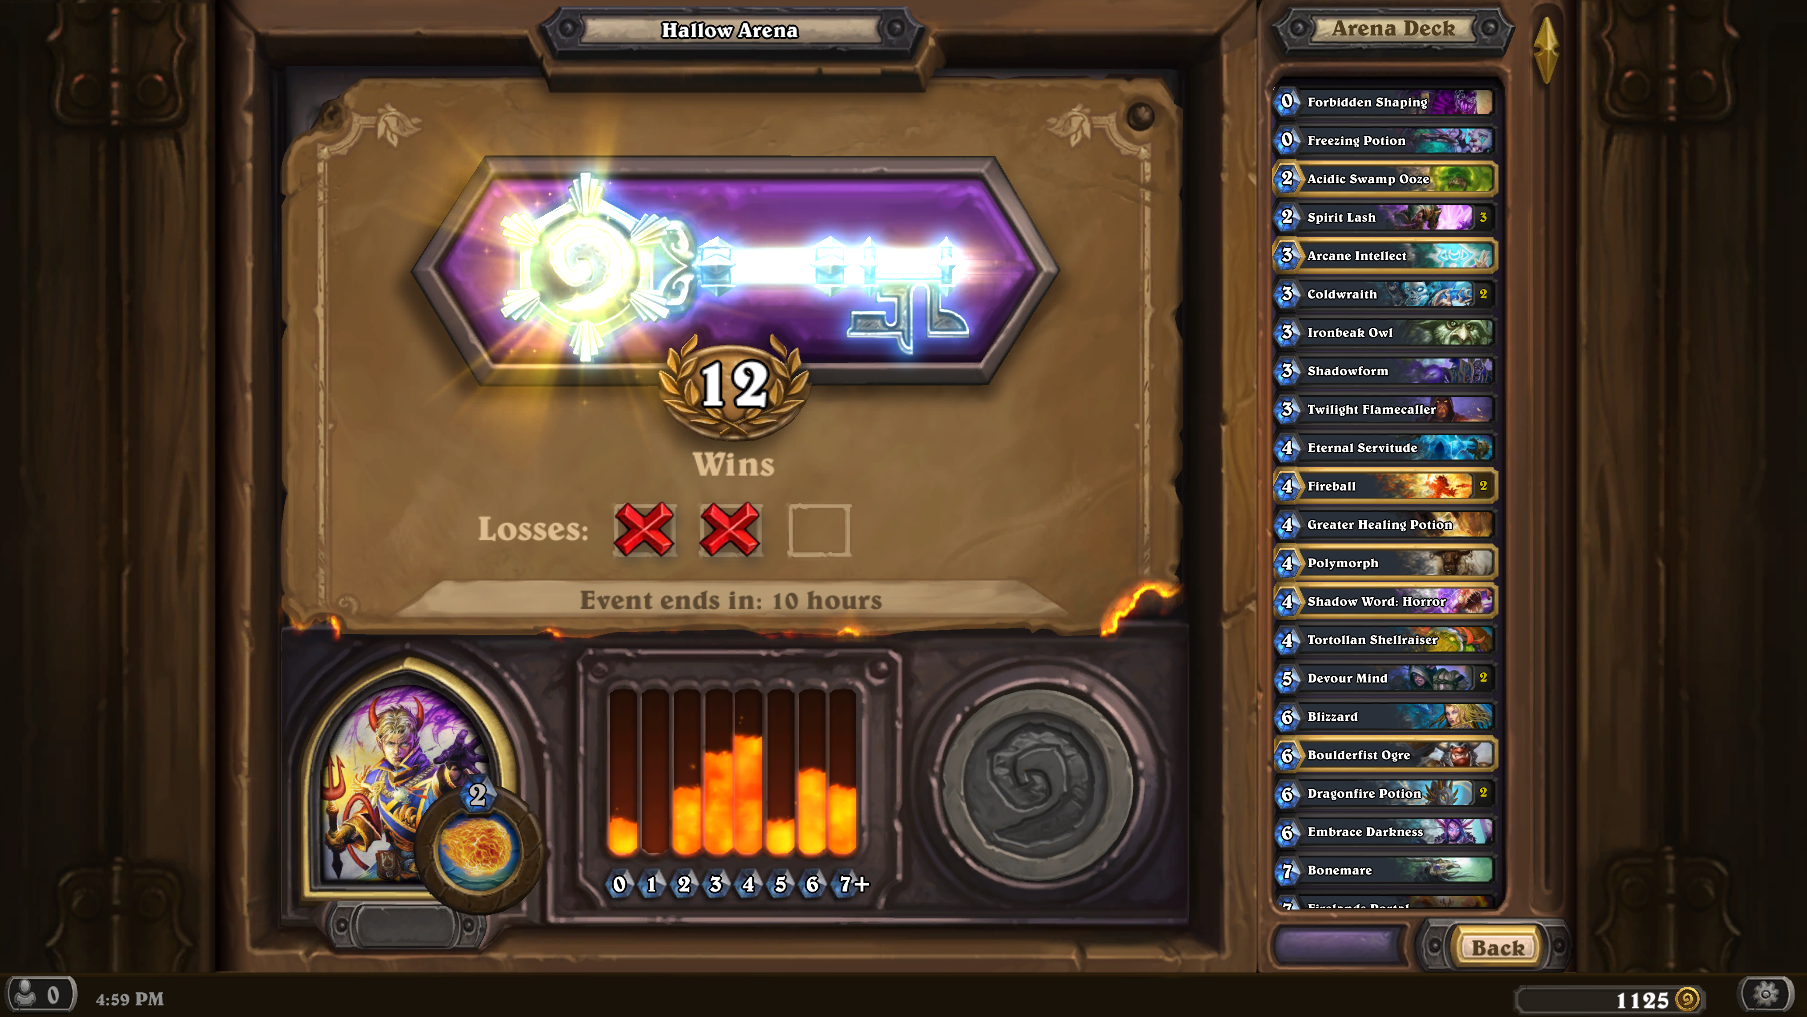 Hallow Arena
12
Wins
Losses:
Event ends in: 10 hours
2
0 1 2 3 4 5 6 7+
Arena Deck
0 Forbidden Shaping
0 Freezing Potion
2 Acidic Swamp Ooze
2 Spirit Lash 3
3 Arcane Intellect
3 Coldwraith 2
3 Ironbeak Owl
3 Shadowform
3 Twilight Flamecaller
4 Eternal Servitude
4 Fireball 2
4 Greater Healing Potion
4 Polymorph
4 Shadow Word: Horror
4 Tortollan Shellraiser
5 Devour Mind 2
6 Blizzard
6 Boulderfist Ogre
6 Dragonfire Potion 2
6 Embrace Darkness
7 Bonemare
7 Firelands Portal
Back
0
4:59 PM
1125